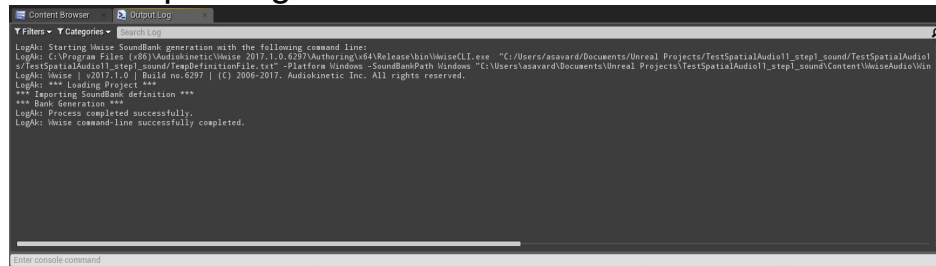 Content Browser
Output Log
Filters
Categories
Search Log
LogAk: Starting Wwise SoundBank generation with the following command line:
LogAk: C:\Program Files (x86)\Audiokinetic\Wwise 2017.1.0.6297\Authoring\x64\Release\bin\WwiseCLI.exe "C:/Users/asavard/Documents/Unreal Projects/TestSpatialAudio11_step1_sound/TestSpatialAudio1
s/TestSpatialAudio11_step1_sound/TempDefinitionFile.txt" -Platform Windows -SoundBankPath Windows "C:\Users\asavard\Documents\Unreal Projects\TestSpatialAudio11_step1_sound\Content\WwiseAudio\Win
LogAk: Wwise | v2017.1.0 | Build no.6297 | (C) 2006-2017. Audiokinetic Inc. All rights reserved.
LogAk: *** Loading Project ***
*** Importing SoundBank definition ***
*** Bank Generation ***
LogAk: Process completed successfully.
LogAk: Wwise command-line successfully completed.
Enter console command